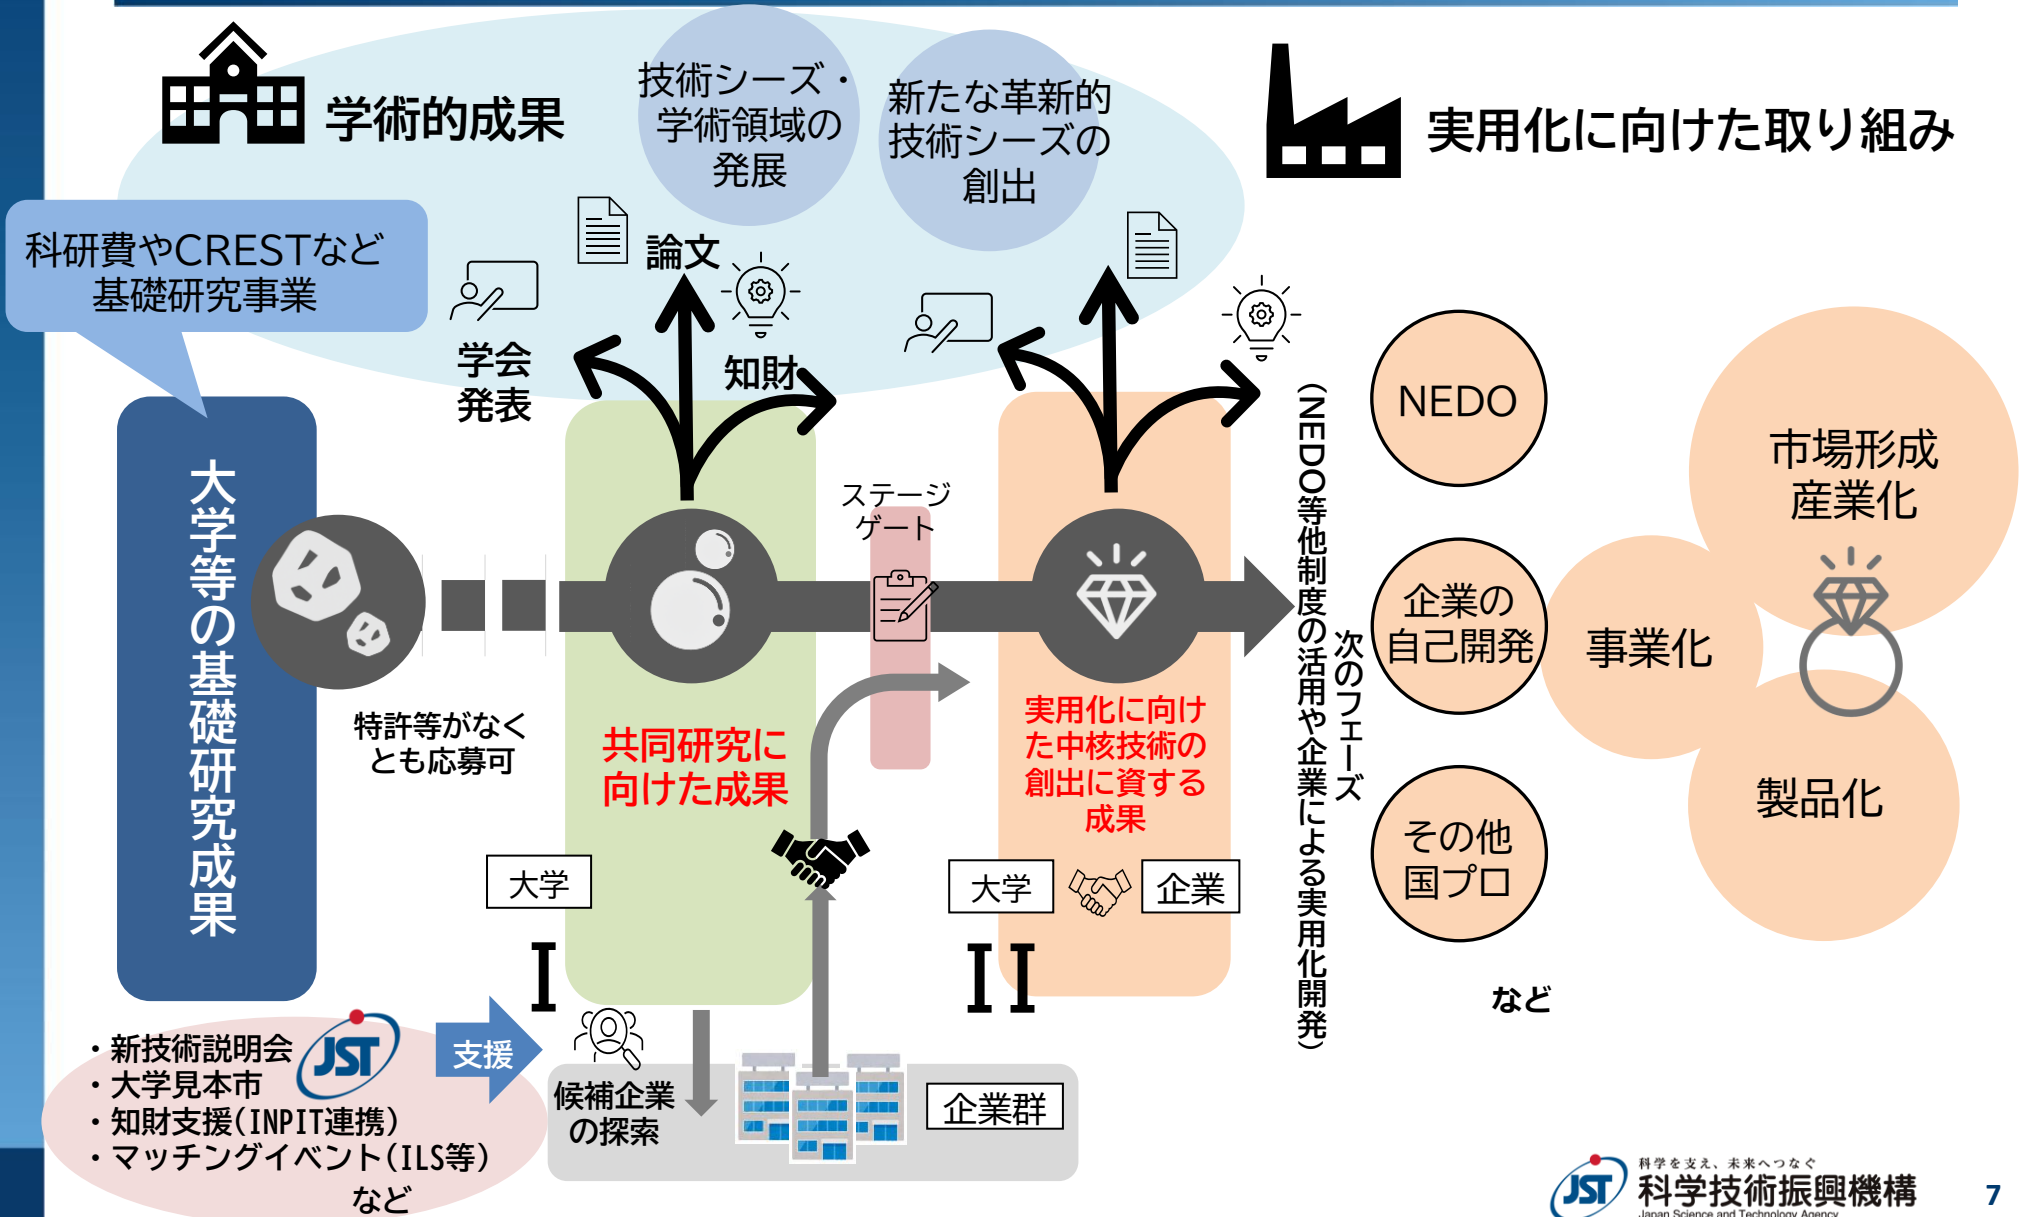 学術的成果
技術シーズ・
学術領域の
発展
新たな革新的
技術シーズの
創出
実用化に向けた取り組み
科研費やCRESTなど
基礎研究事業
論文
学会
発表
知財
大学等の基礎研究成果
特許等がなく
とも応募可
共同研究に
向けた成果
ステージ
ゲート
実用化に向け
た中核技術の
創出に資する
成果
次のフェーズ
(NEDO等他制度の活用や企業による実用化開発)
NEDO
企業の
自己開発
その他
国プロ
など
事業化
市場形成
産業化
製品化
大学
I
大学
企業
II
・新技術説明会
・大学見本市
・知財支援(INPIT連携)
・マッチングイベント(ILS等)
など
JST
支援
候補企業
の探索
企業群
JST
科学を支え、未来へつなぐ
科学技術振興機構
Japan Science and Technology Agency
7